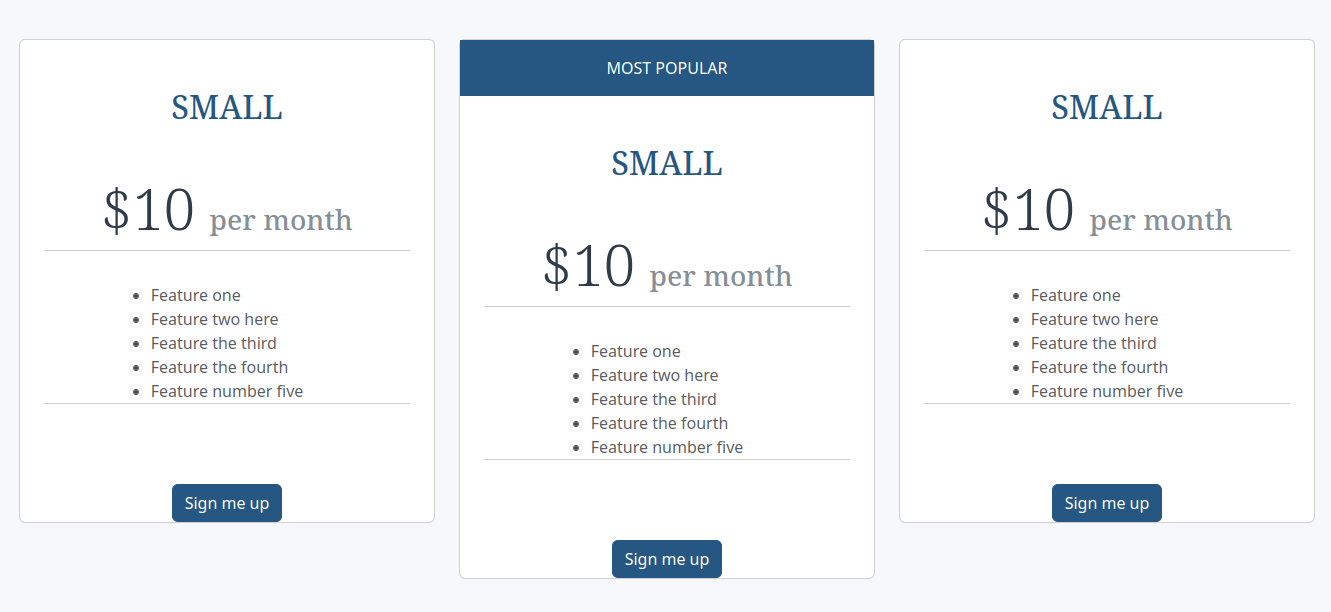 SMALL
$10 per month
Feature one
Feature two here
Feature the third
Feature the fourth
Feature number five
Sign me up
MOST POPULAR
SMALL
$10 per month
Feature one
Feature two here
Feature the third
Feature the fourth
Feature number five
Sign me up
SMALL
$10 per month
Feature one
Feature two here
Feature the third
Feature the fourth
Feature number five
Sign me up